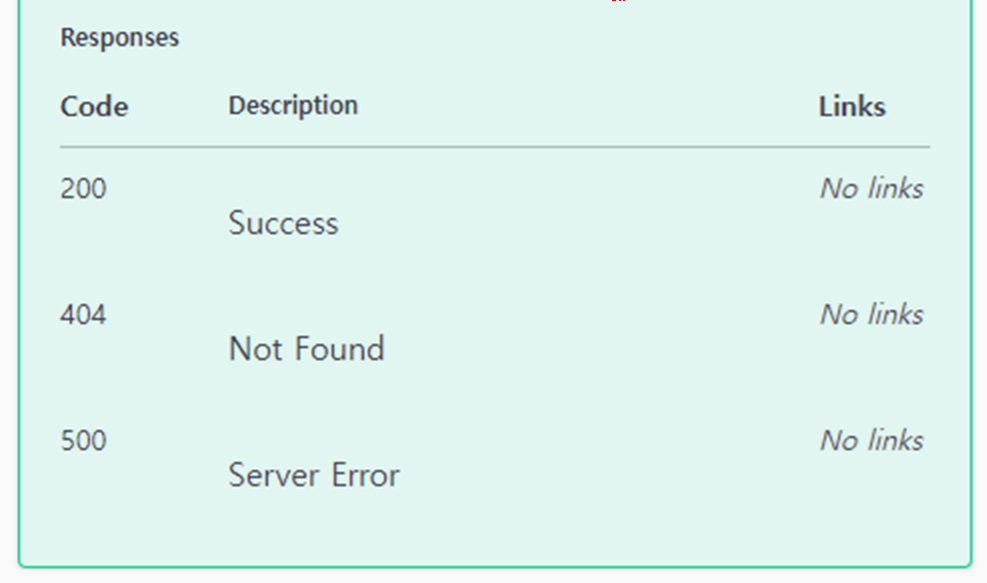 Responses
Code Description Links
200 No links
Success
404 No links
Not Found
500 No links
Server Error